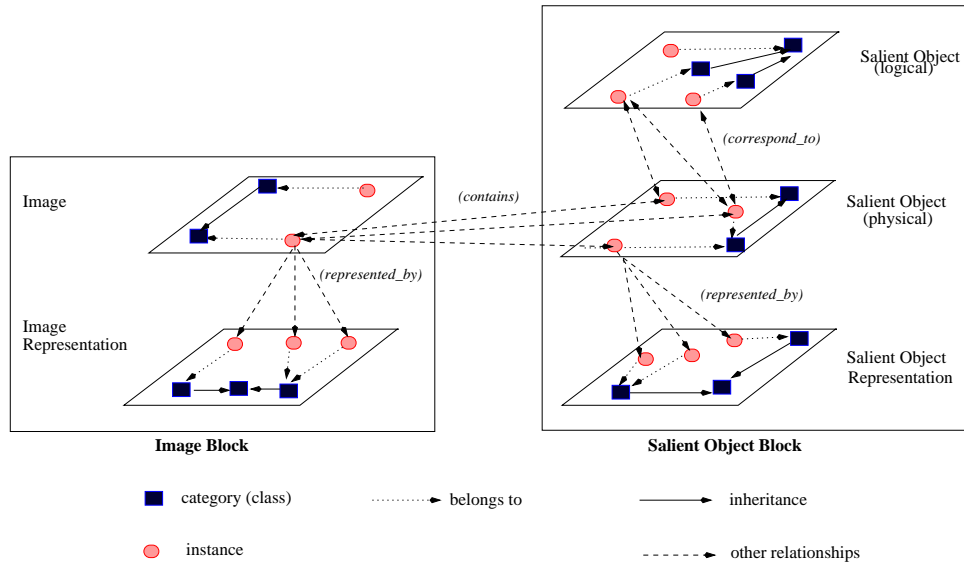 Salient Object
(logical)
(correspond_to)
Image
(contains)
Salient Object
(physical)
(represented_by)
(represented_by)
Image
Representation
Salient Object
Representation
Image Block
Salient Object Block
category (class)
belongs to
inheritance
instance
other relationships